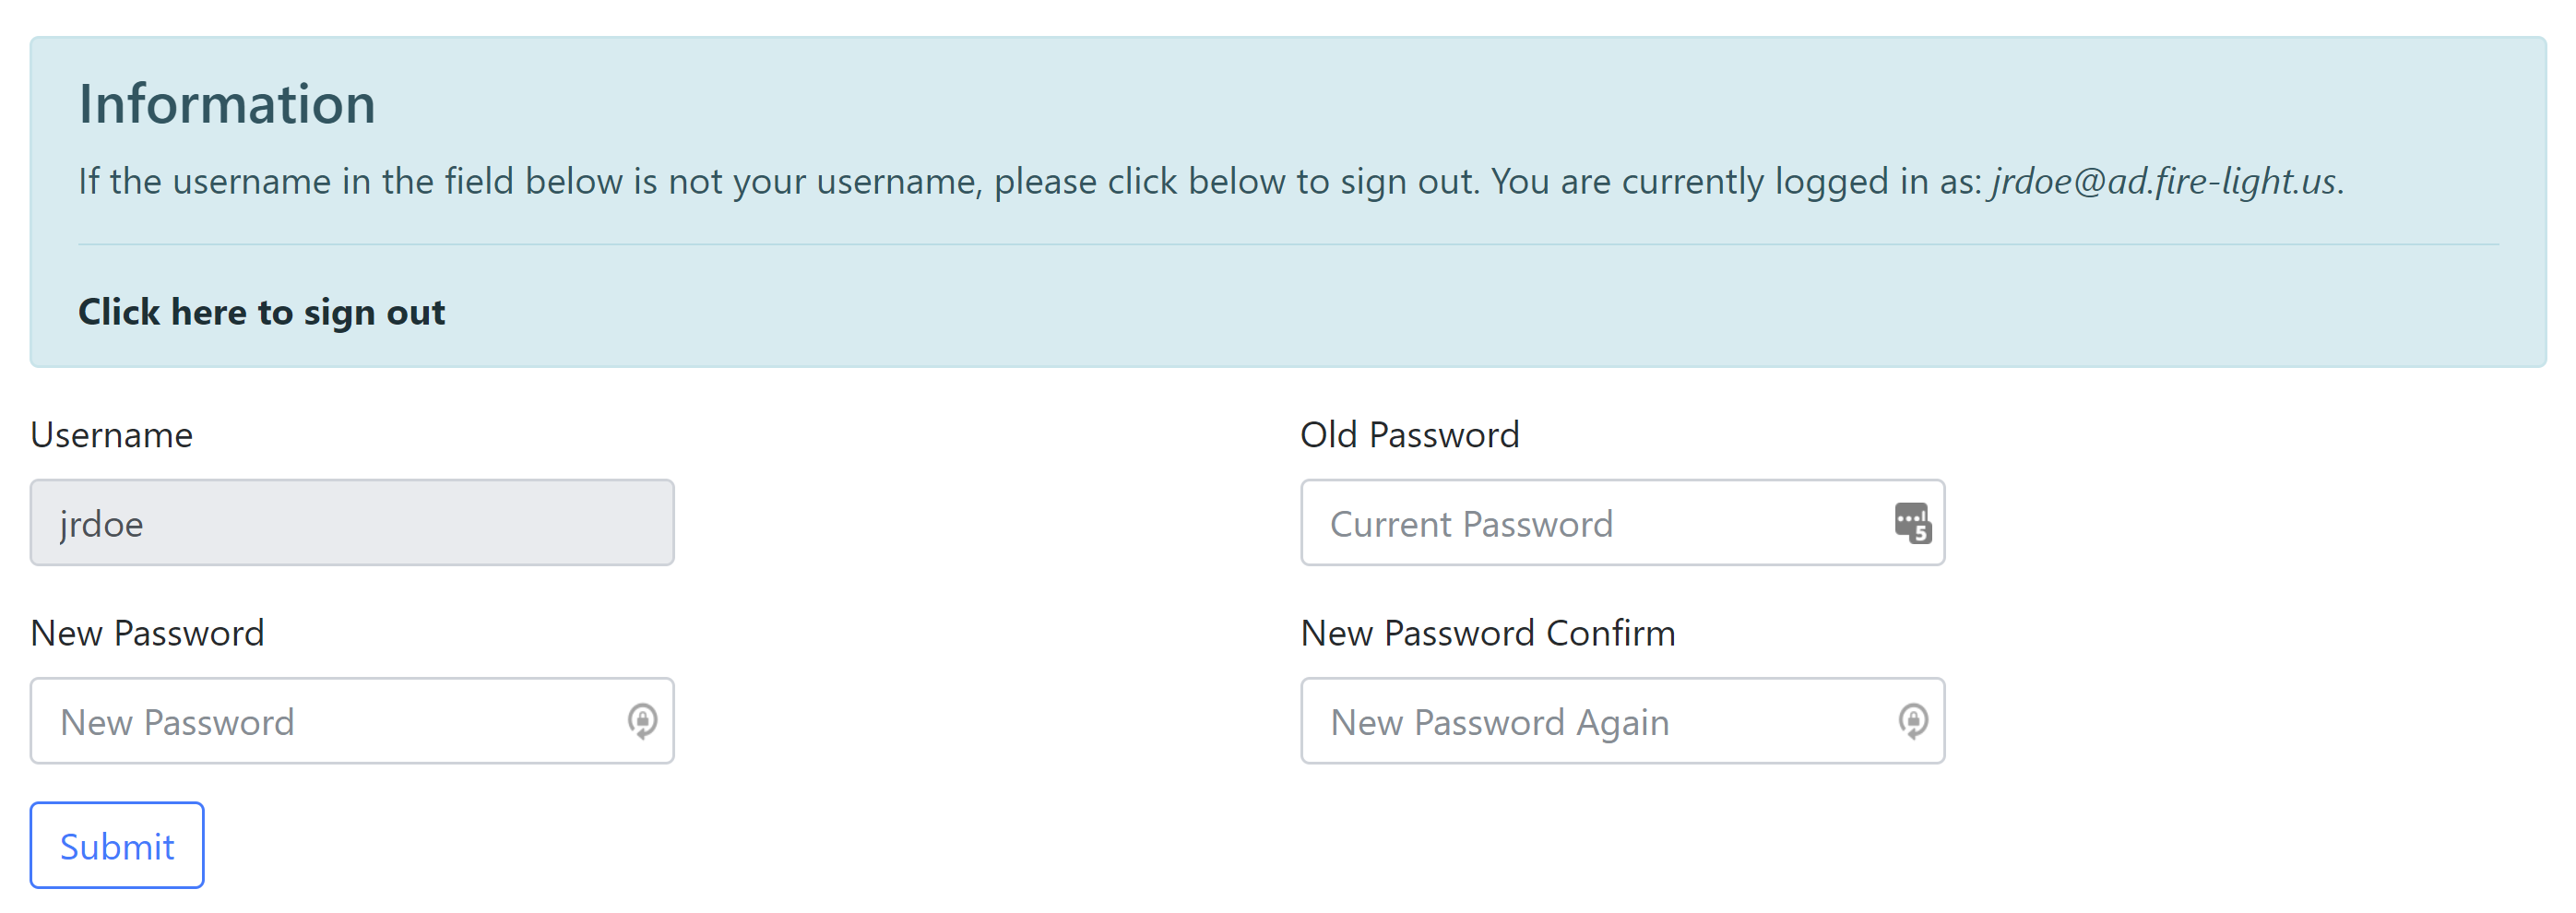 Information
If the username in the field below is not your username, please click below to sign out. You are currently logged in as: jrdoe@ad.fire-light.us.
Click here to sign out
Username
Old Password
jrdoe
Current Password
5
New Password
New Password Confirm
New Password
New Password Again
Submit